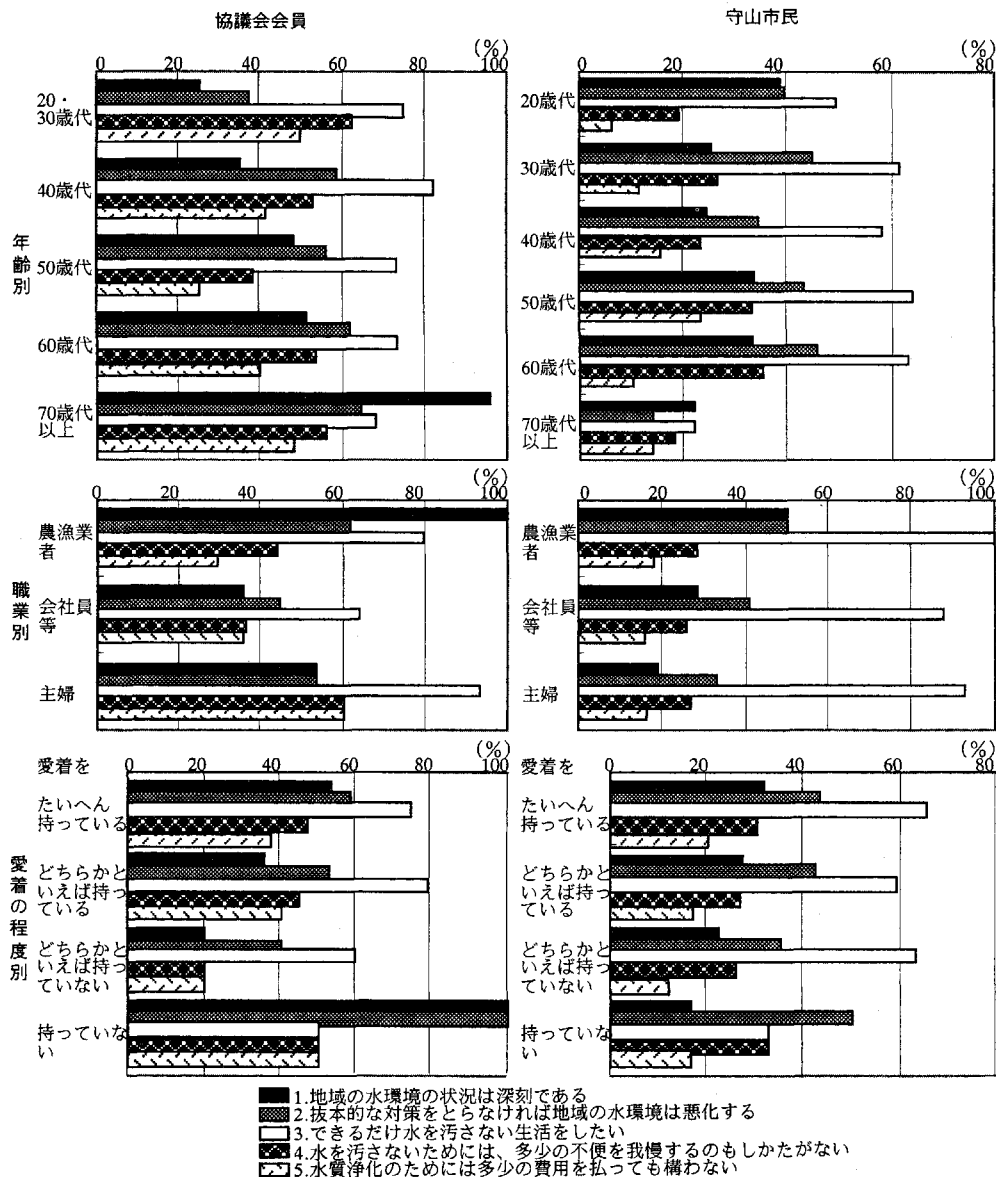 協議会会員
守山市民
(%)
0 20 40 60 80 100
20・
30歳代
40歳代
50歳代
60歳代
70歳代
以上
年齢別
(%)
0 20 40 60 80
20歳代
30歳代
40歳代
50歳代
60歳代
70歳代
以上
0 20 40 60 80 100
農漁業
者
会社員
等
主婦
職業別
0 20 40 60 80 100
農漁業
者
会社員
等
主婦
(%)
愛着を
0 20 40 60 80 100
たいへん
持っている
どちらかと
いえば持っ
ている
どちらかと
いえば持っ
ていない
持っていな
い
愛着の程度別
(%)
愛着を
0 20 40 60 80
たいへん
持っている
どちらかと
いえば持っ
ている
どちらかと
いえば持っ
ていない
持っていな
い
1.地域の水環境の状況は深刻である
2.抜本的な対策をとらなければ地域の水環境は悪化する
3.できるだけ水を汚さない生活をしたい
4.水を汚さないためには、多少の不便を我慢するのもしかたがない
5.水質浄化のためには多少の費用を払っても構わない